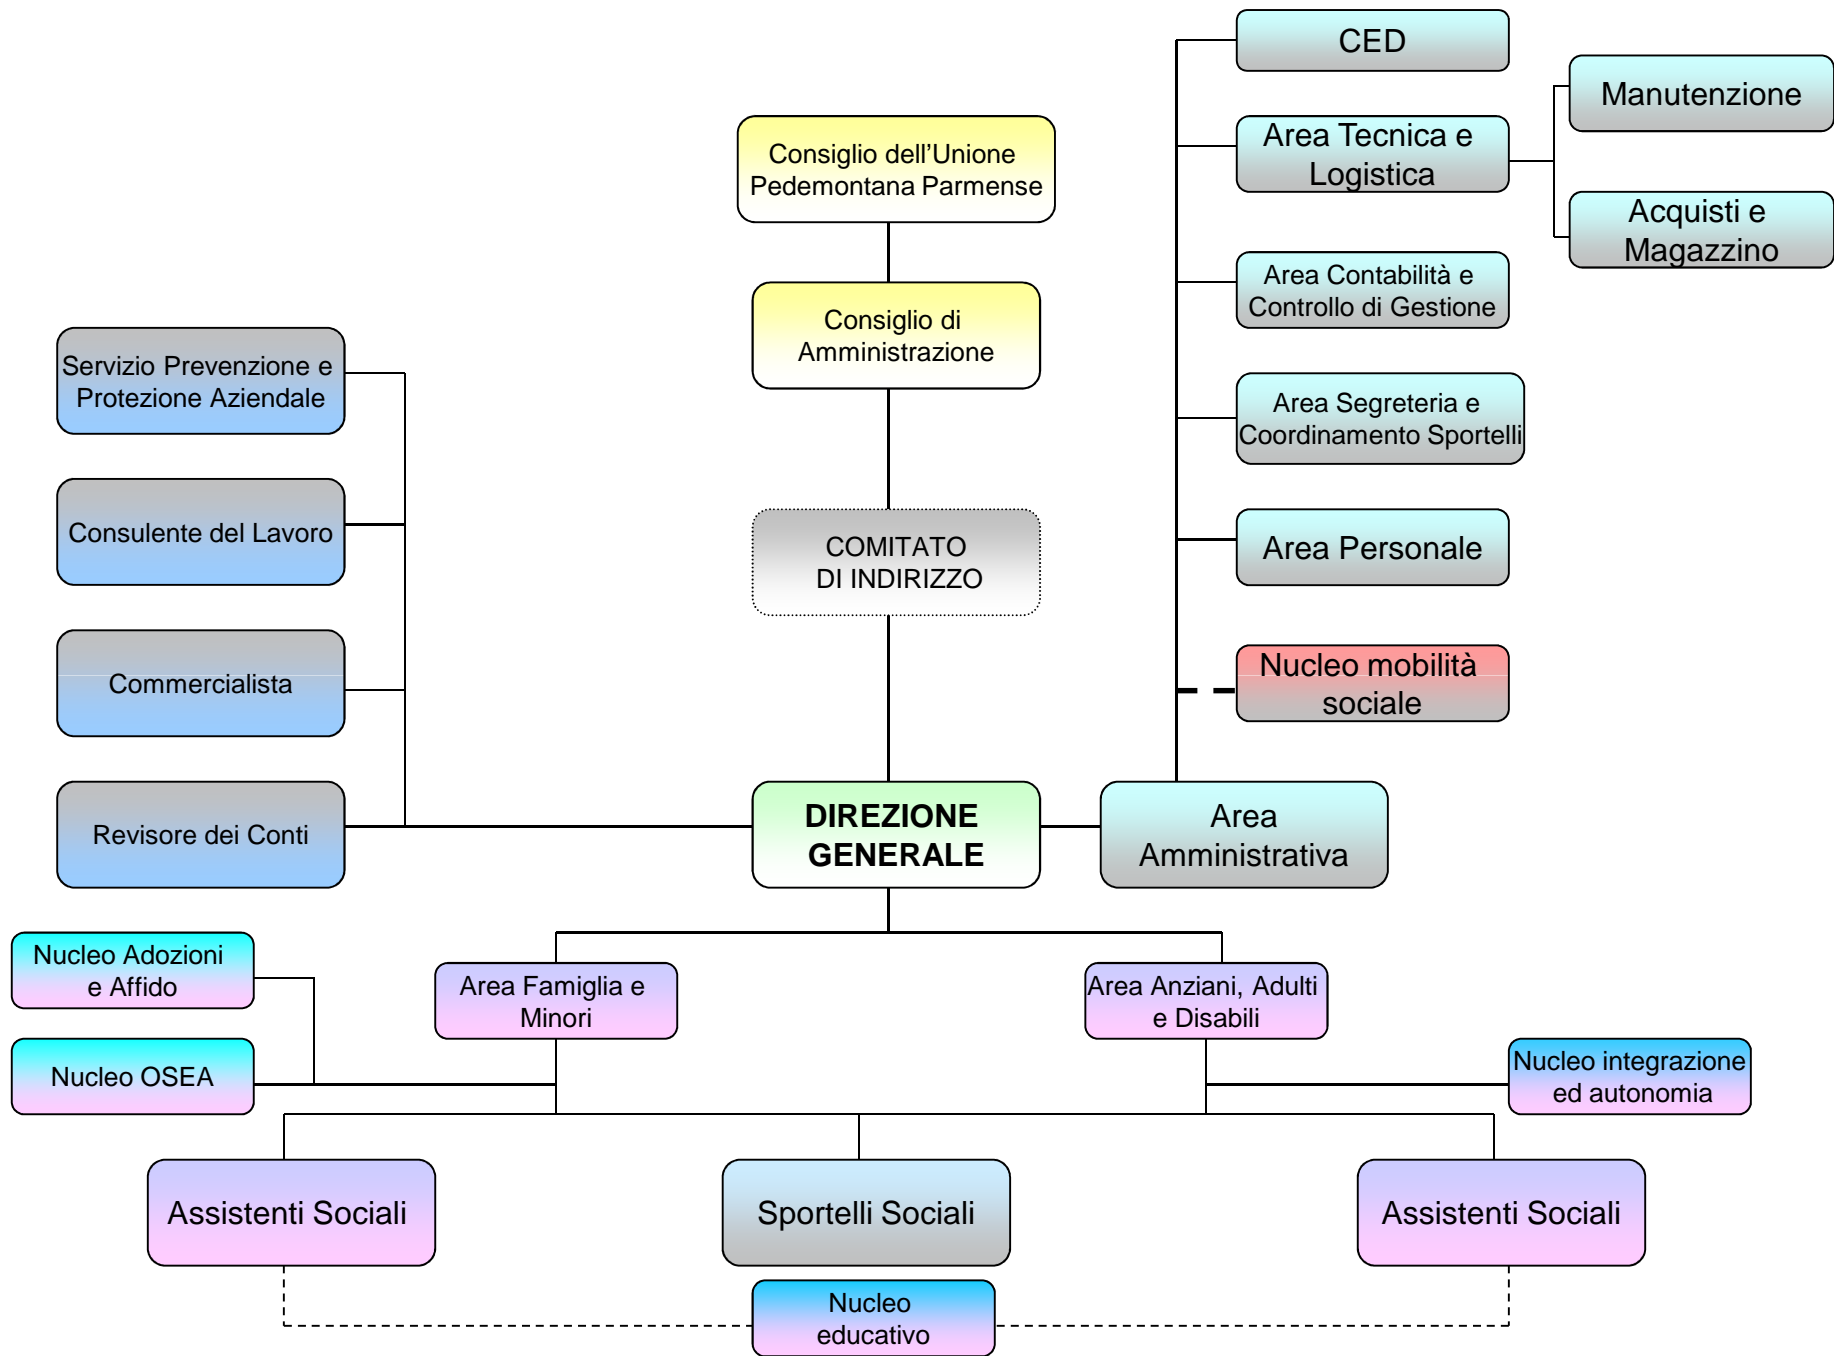 CED
Manutenzione
Area Tecnica e
Logistica
Consiglio dell’Unione
Pedemontana Parmense
Acquisti e
Magazzino
Area Contabilità e
Controllo di Gestione
Consiglio di
Amministrazione
Servizio Prevenzione e
Protezione Aziendale
Area Segreteria e
Coordinamento Sportelli
Consulente del Lavoro
COMITATO
DI INDIRIZZO
Area Personale
Commercialista
Nucleo mobilità
sociale
Revisore dei Conti
DIREZIONE
GENERALE
Area
Amministrativa
Nucleo Adozioni
e Affido
Area Famiglia e
Minori
Area Anziani, Adulti
e Disabili
Nucleo OSEA
Nucleo integrazione
ed autonomia
Assistenti Sociali
Sportelli Sociali
Assistenti Sociali
Nucleo
educativo